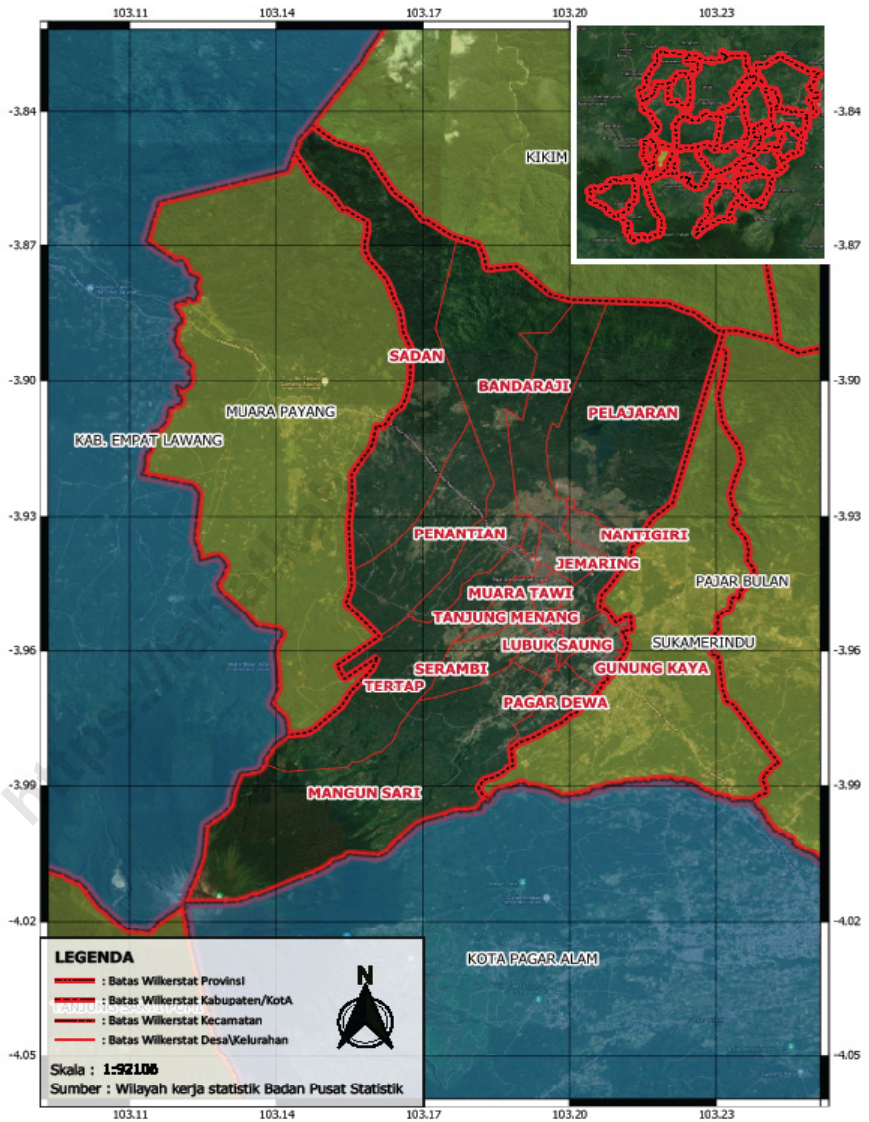 103.11 103.14 103.17 103.20 103.23
-3.84 -3.84
KIKIM
-3.87 -3.87
SADAN
-3.90 -3.90
BANDARAJI
MUARA PAYANG
PELAJARAN
KAB. EMPAT LAWANG
-3.93 -3.93
PENANTIAN
NANTIGIRI
JEMARING
PAJAR BULAN
MUARA TAWI
TANJUNG MENANG
-3.96 -3.96
LUBUK SAUNG
SUKAMERINDU
SERAMBI
GUNUNG KAYA
TERTAP
PAGAR DEWA
-3.99 -3.99
MANGUN SARI
https://
-4.02 -4.02
KOTA PAGAR ALAM
LEGENDA
N
: Batas Wilkerstat Provinsi
: Batas Wilkerstat Kabupaten/KotA
: Batas Wilkerstat Kecamatan
: Batas Wilkerstat Desa\Kelurahan
-4.05 -4.05
Skala : 1:92106
Sumber : Wilayah kerja statistik Badan Pusat Statistik
103.11 103.14 103.17 103.20 103.23